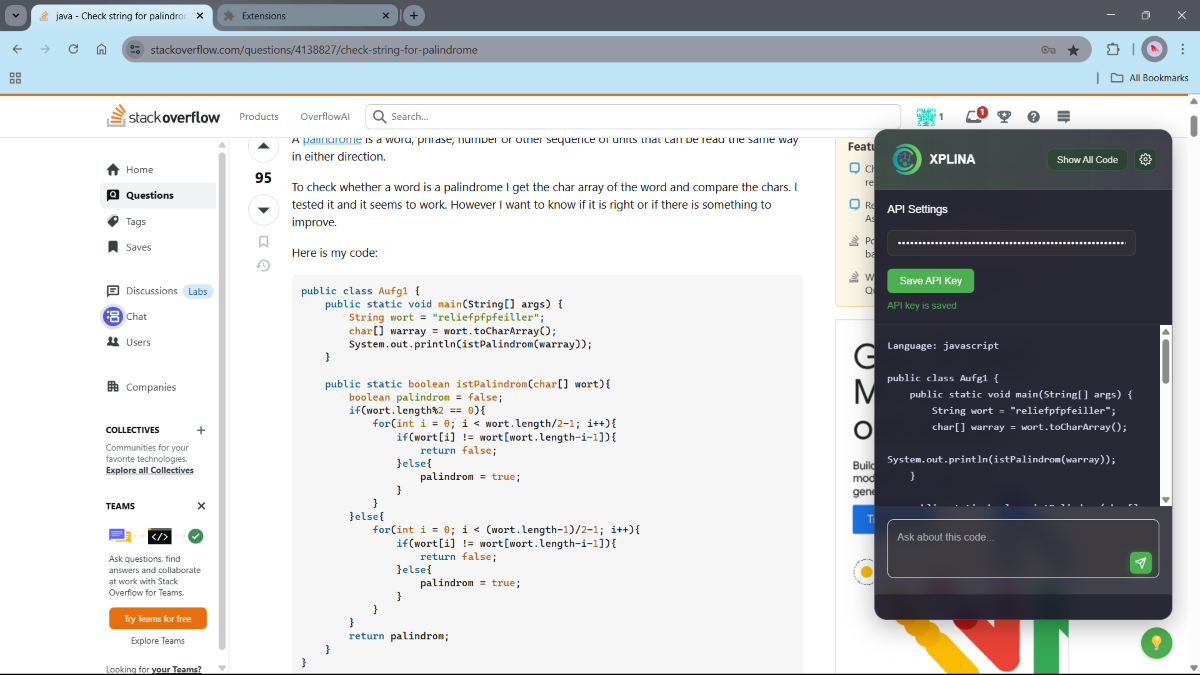 java - Check string for palindror
Extensions
stackoverflow.com/questions/4138827/check-string-for-palindrome
All Bookmarks
stackoverflow
Products
OverflowAI
Search...
1
1
Home
Questions
Tags
Saves
Discussions
Labs
Chat
Users
Companies
COLLECTIVES
Communities for your
favorite technologies.
Explore all Collectives
TEAMS
Ask questions, find
answers and collaborate
at work with Stack
Overflow for Teams.
Try Teams for free
Explore Teams
Looking for your Teams?
95
A palindrome is a word, phrase, number or other sequence of units that can be read the same way
in either direction.
To check whether a word is a palindrome I get the char array of the word and compare the chars. I
tested it and it seems to work. However I want to know if it is right or if there is something to
improve.
Here is my code:
public class Aufg1 {
public static void main(String[] args) {
String wort = "reliefpfpfeiller";
char[] warray = wort.toCharArray();
System.out.println(istPalindrom(warray));
}
public static boolean istPalindrom(char[] wort){
boolean palindrom = false;
if(wort.length%2 == 0){
for(int i = 0; i < wort.length/2-1; i++){
if(wort[i] != wort[wort.length-i-1]){
return false;
}else{
palindrom = true;
}
}
}else{
for(int i = 0; i < (wort.length-1)/2-1; i++){
if(wort[i] != wort[wort.length-i-1]){
return false;
}else{
palindrom = true;
}
}
}
return palindrom;
}
}
Featu
Ch
re
Re
As
Po
ba
W
Qu
G
M
o
Build
mod
gene
T
XPLINA
Show All Code
API Settings
Save API Key
API key is saved
Language: javascript
public class Aufg1 {
public static void main(String[] args) {
String wort = "reliefpfpfeiller";
char[] warray = wort.toCharArray();
System.out.println(istPalindrom(warray));
}
Ask about this code...